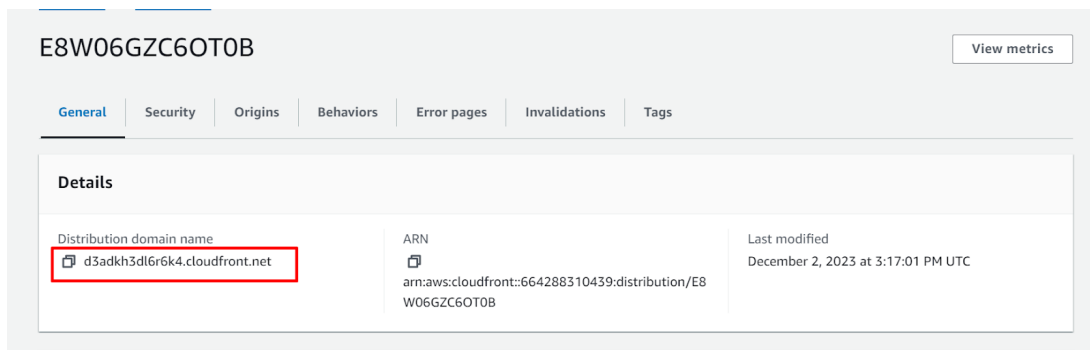 E8W06GZC6OT0B
View metrics
General
Security
Origins
Behaviors
Error pages
Invalidations
Tags
Details
Distribution domain name
d3adkh3dl6r6k4.cloudfront.net
ARN
arn:aws:cloudfront::664288310439:distribution/E8
W06GZC6OT0B
Last modified
December 2, 2023 at 3:17:01 PM UTC